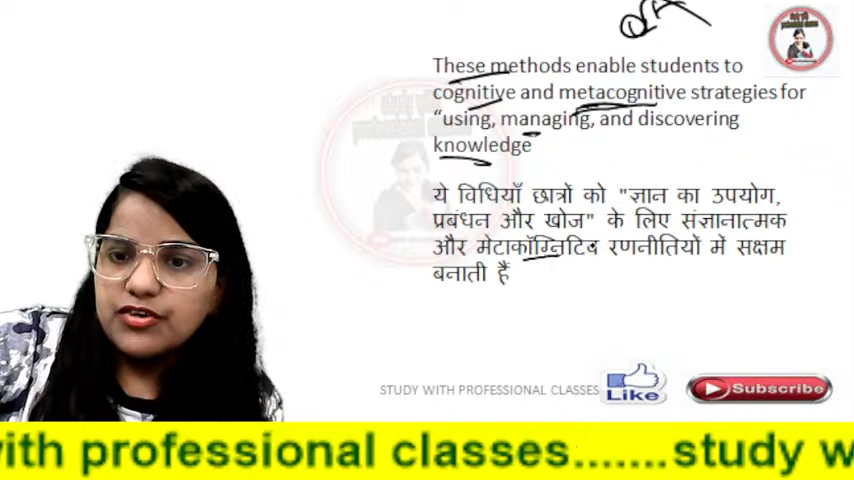 These methods enable students to
cognitive and metacognitive strategies for
“using, managing, and discovering
knowledge
ये विधियाँ छात्रों को "ज्ञान का उपयोग,
प्रबंधन और खोज" के लिए संज्ञानात्मक
और मेटाकॉग्निटिव रणनीतियों में सक्षम
बनाती हैं
STUDY WITH PROFESSIONAL CLASSES
Like
Subscribe
with professional classes.......study w